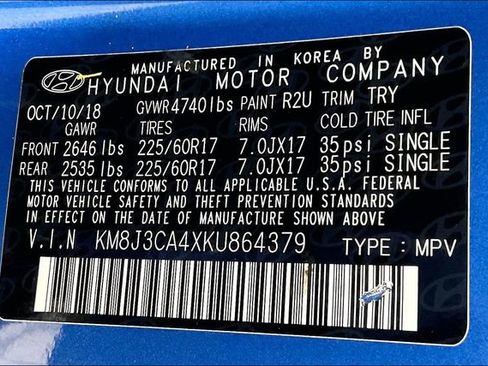 MANUFACTURED IN KOREA BY
HYUNDAI MOTOR COMPANY
OCT/10/18 GVWR4740lbs PAINT R2U TRIM TRY
GAWR TIRES RIMS COLD TIRE INFL
FRONT 2646 lbs 225/60R17 7.0JX17 35psi SINGLE
REAR 2535 lbs 225/60R17 7.0JX17 35psi SINGLE
THIS VEHICLE CONFORMS TO ALL APPLICABLE U.S.A. FEDERAL
MOTOR VEHICLE SAFETY AND THEFT PREVENTION STANDARDS
IN EFFECT ON THE DATE OF MANUFACTURE SHOWN ABOVE.
V.I.N KM8J3CA4XKU864379 TYPE : MPV